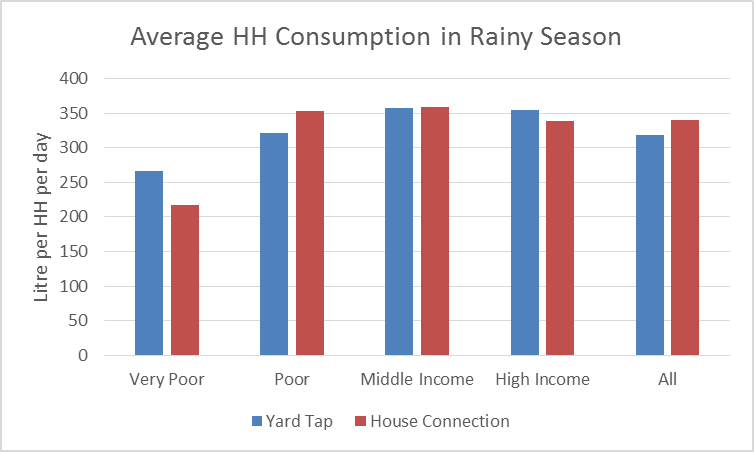 Average HH Consumption in Rainy Season
Litre per HH per day
400
350
300
250
200
150
100
50
0
Very Poor Poor Middle Income High Income All
Yard Tap House Connection